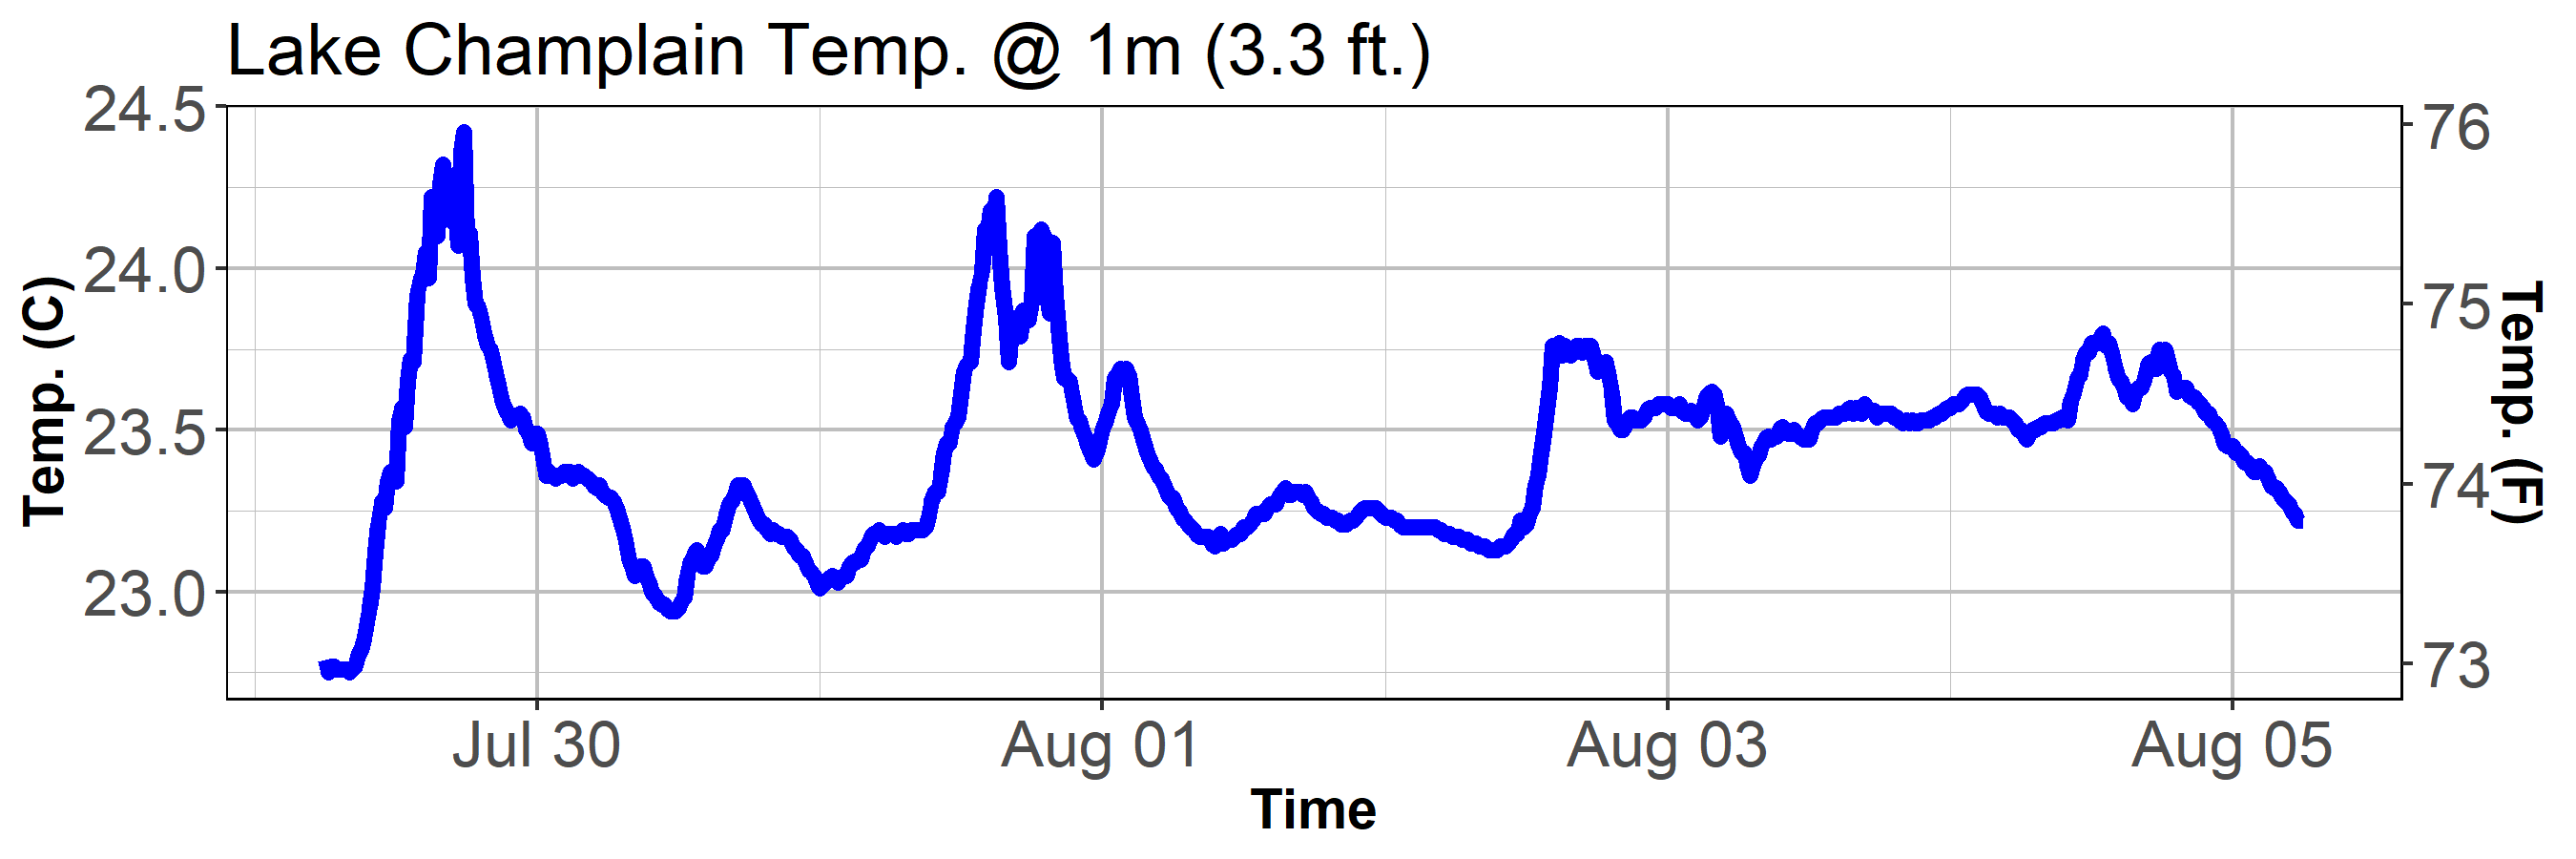 Lake Champlain Temp. @ 1m (3.3 ft.)
Temp. (C)
24.5
24.0
23.5
23.0
76
75
74
73
Temp. (F)
Jul 30
Aug 01
Aug 03
Aug 05
Time